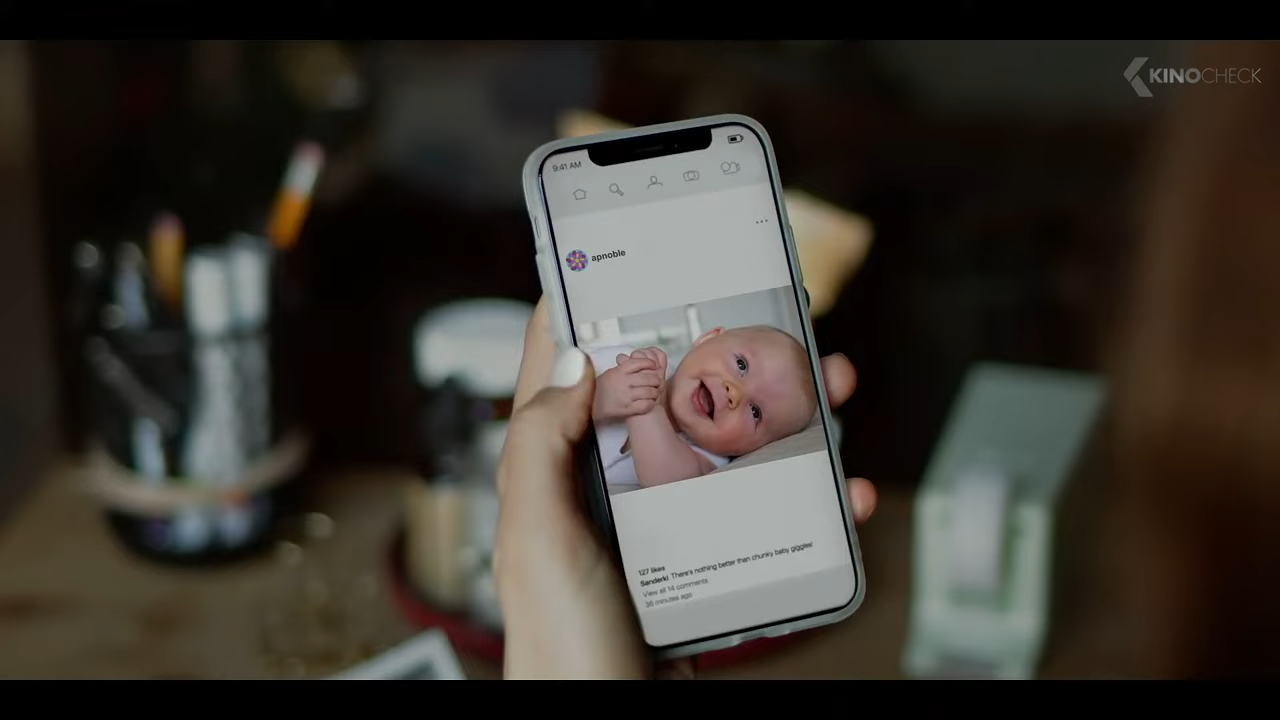 KINOCHECK
9:41 AM
apnoble
127 likes
Sanderki There's nothing better than chunky baby giggles!
View all 14 comments
36 minutes ago